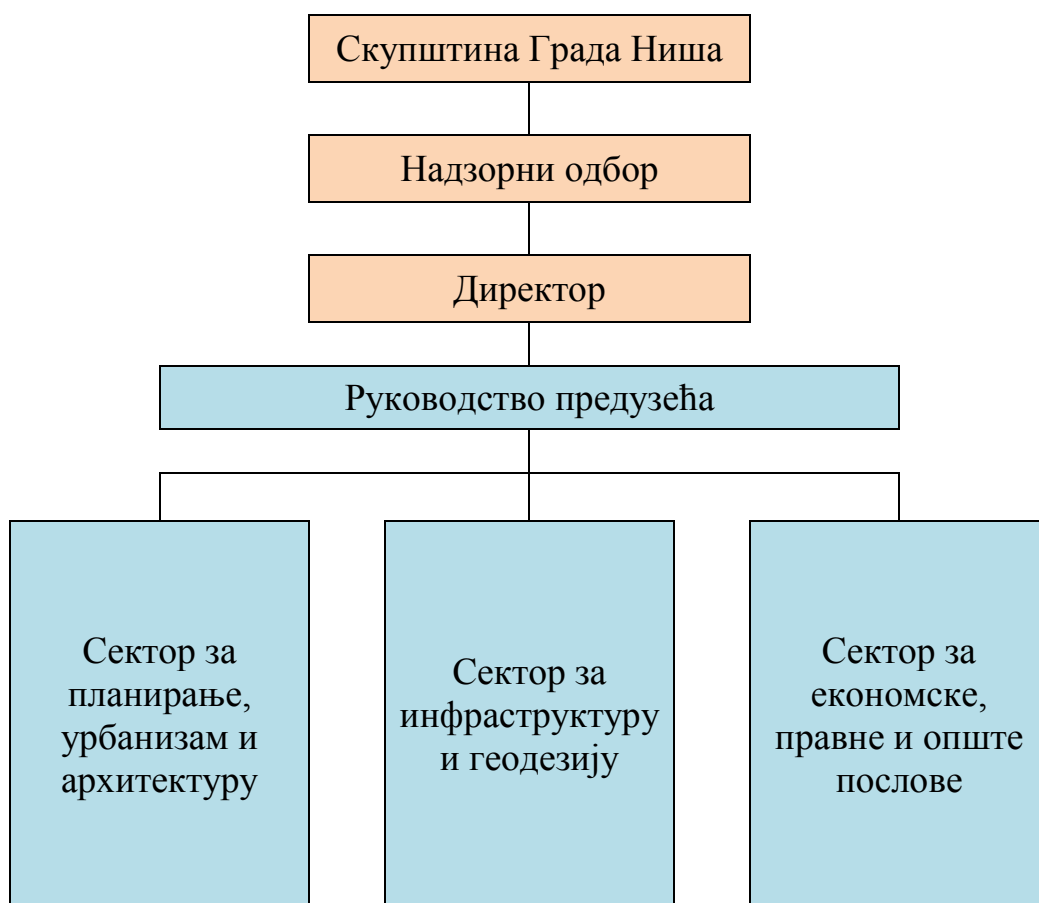 Скупштина Града Ниша
Надзорни одбор
Директор
Руководство предузећа
Сектор за
планирање,
урбанизам и
архитектуру
Сектор за
инфраструктуру
и геодезију
Сектор за
економске,
правне и опште
послове